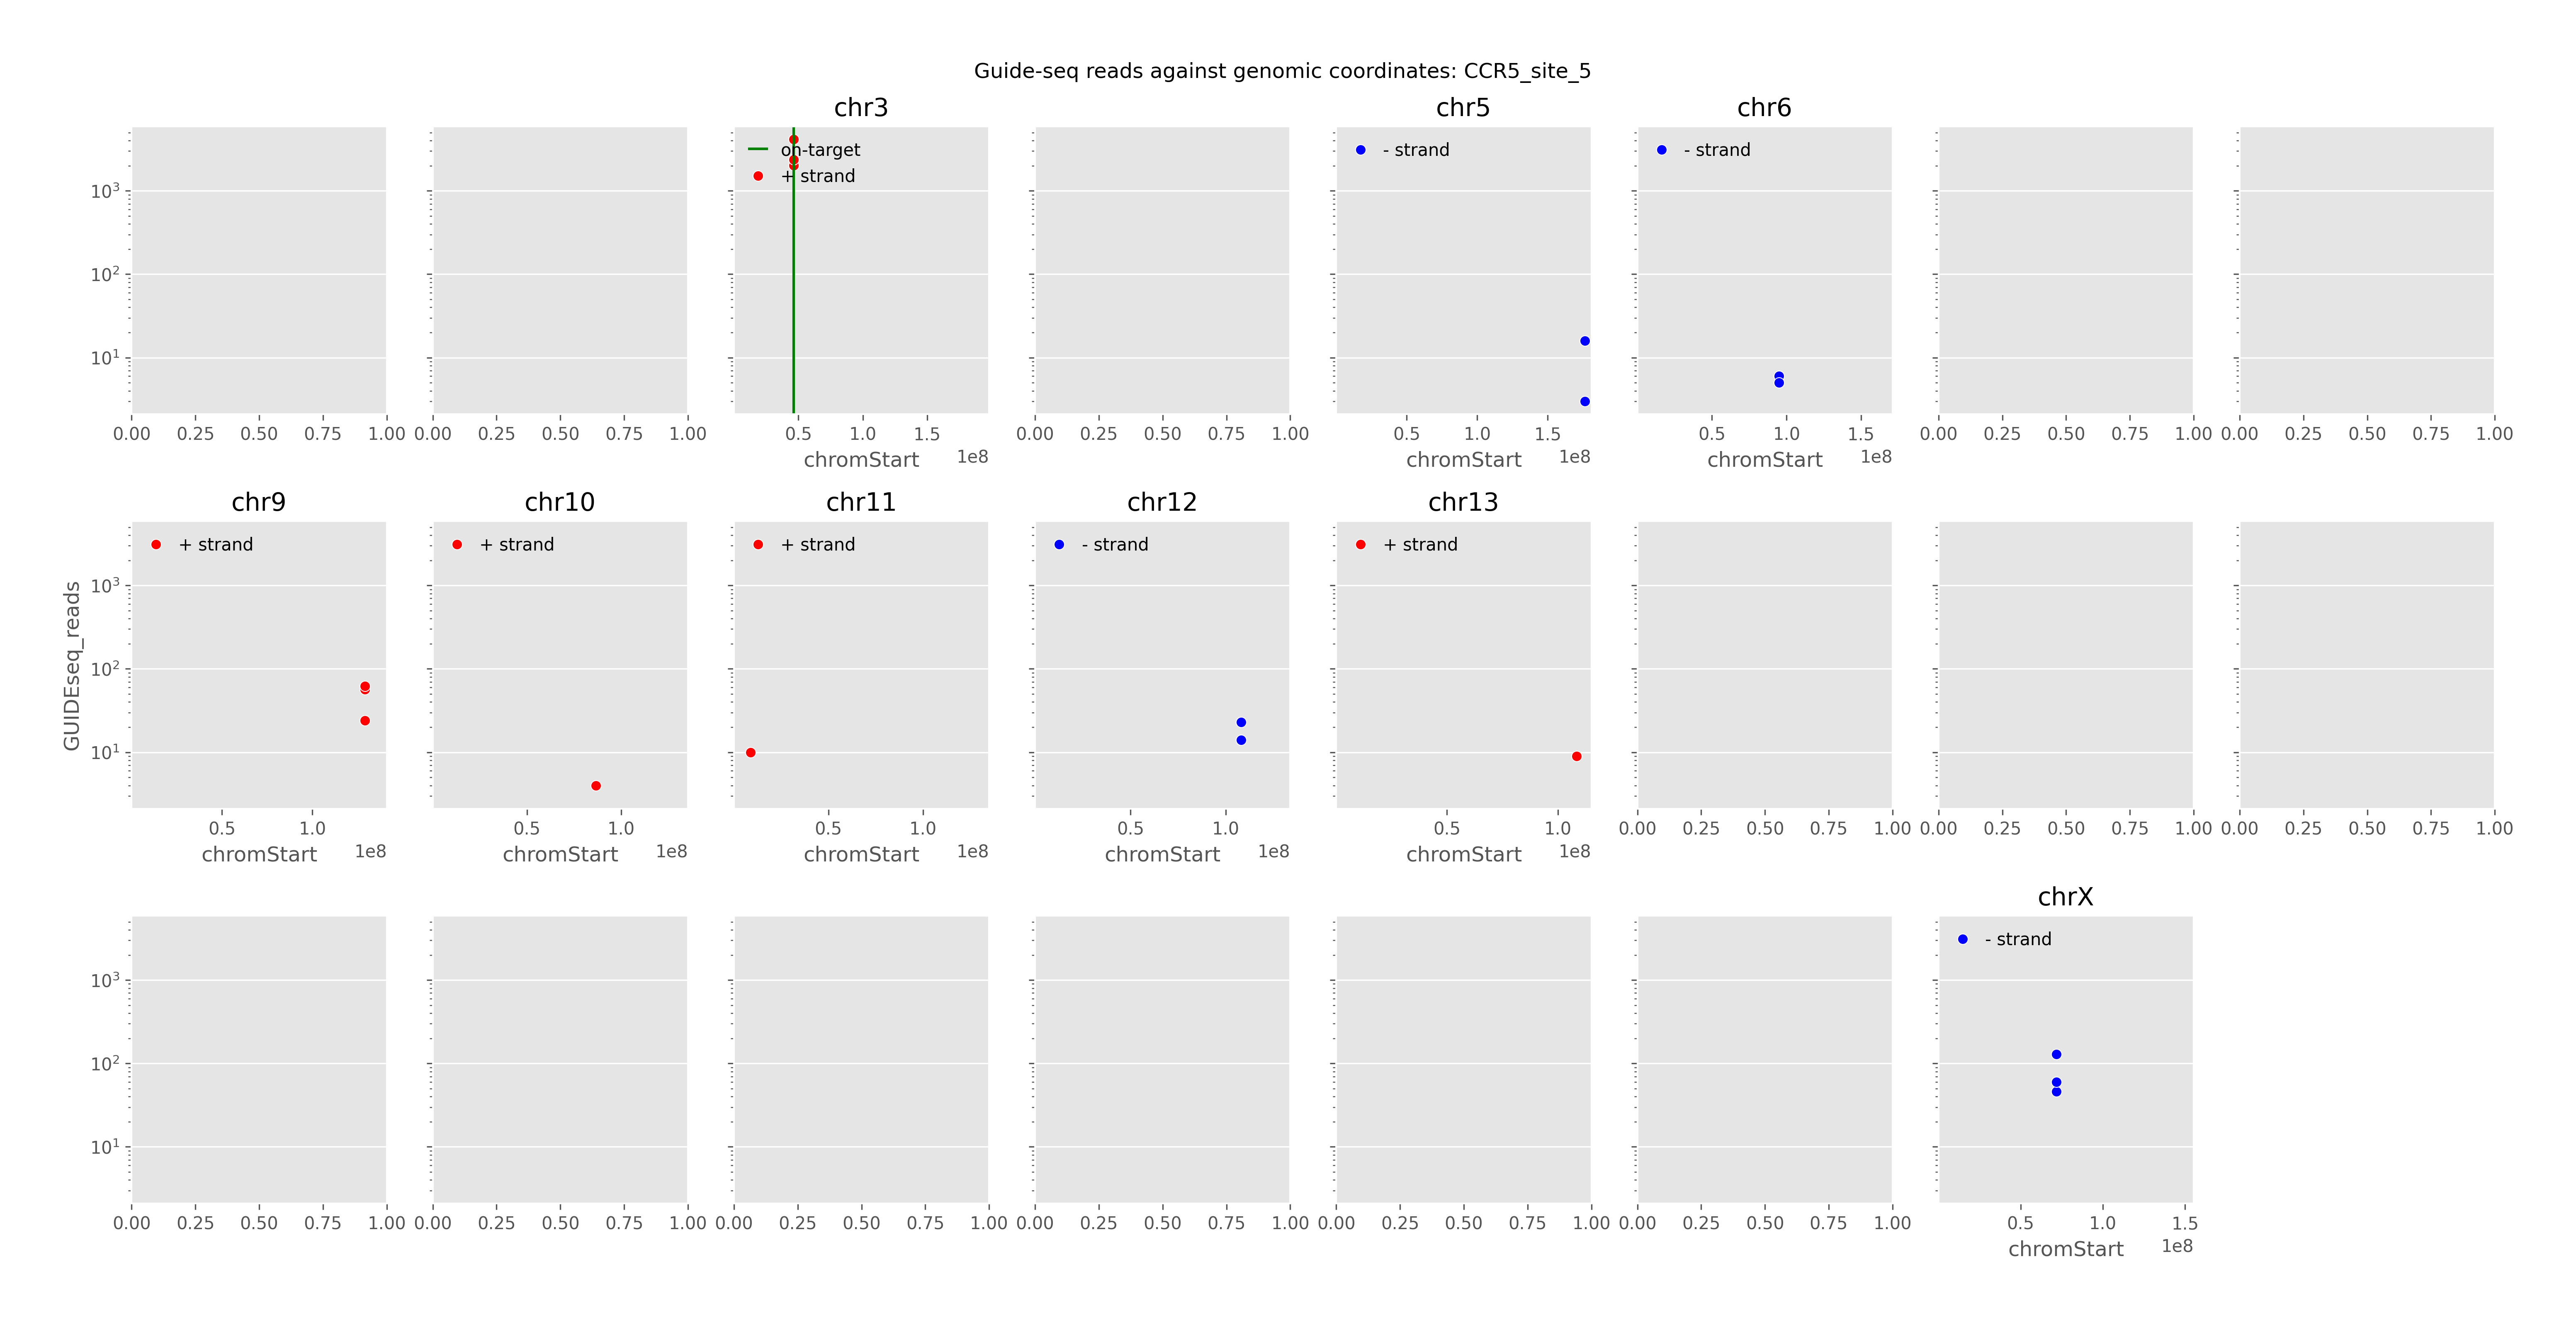 Guide-seq reads against genomic coordinates: CCR5_site_5
chr3 chr5 chr6
on-target - strand - strand
+ strand
10³
10²
10¹
0.00 0.25 0.50 0.75 1.00 0.00 0.25 0.50 0.75 1.00 0.5 1.0 1.5 0.00 0.25 0.50 0.75 1.00 0.5 1.0 1.5 0.5 1.0 1.5 0.00 0.25 0.50 0.75 1.00 0.00 0.25 0.50 0.75 1.00
chromStart 1e8 chromStart 1e8 chromStart 1e8
chr9 chr10 chr11 chr12 chr13
+ strand + strand + strand - strand + strand
GUIDEseq_reads
10³
10²
10¹
0.5 1.0 0.5 1.0 0.5 1.0 0.5 1.0 0.5 1.0 0.00 0.25 0.50 0.75 1.00 0.00 0.25 0.50 0.75 1.00 0.00 0.25 0.50 0.75 1.00
chromStart 1e8 chromStart 1e8 chromStart 1e8 chromStart 1e8 chromStart 1e8
chrX
- strand
10³
10²
10¹
0.00 0.25 0.50 0.75 1.00 0.00 0.25 0.50 0.75 1.00 0.00 0.25 0.50 0.75 1.00 0.00 0.25 0.50 0.75 1.00 0.00 0.25 0.50 0.75 1.00 0.00 0.25 0.50 0.75 1.00 0.5 1.0 1.5
chromStart 1e8